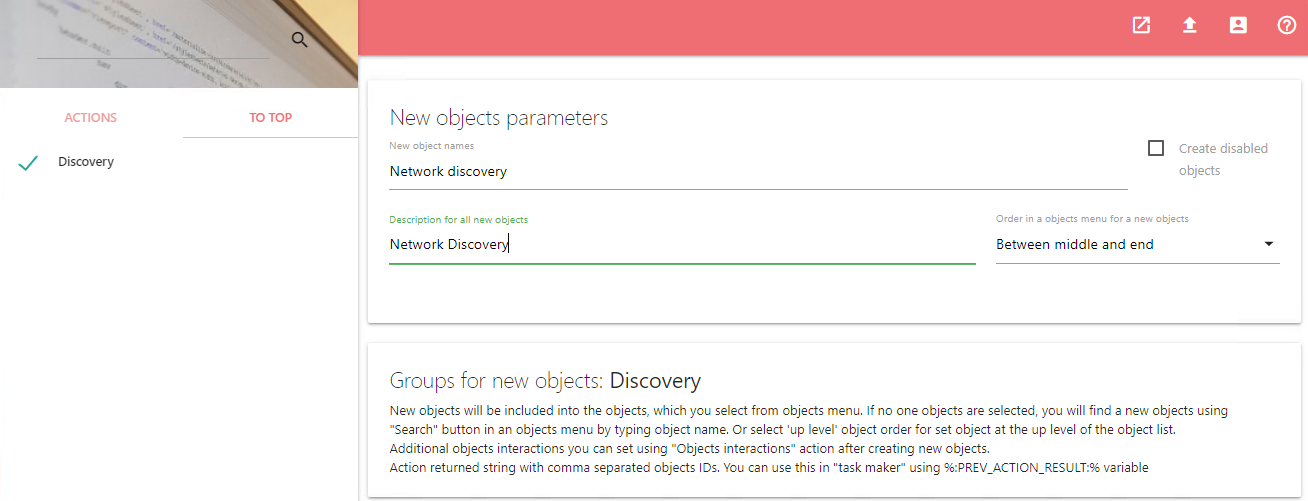 ACTIONS
TO TOP
Discovery
New objects parameters
New object names
Network discovery
Create disabled
objects
Description for all new objects
Network Discovery
Order in a objects menu for a new objects
Between middle and end
Groups for new objects: Discovery
New objects will be included into the objects, which you select from objects menu. If no one objects are selected, you will find a new objects using
"Search" button in an objects menu by typing object name. Or select 'up level' object order for set object at the up level of the object list.
Additional objects interactions you can set using "Objects interactions" action after creating new objects.
Action returned string with comma separated objects IDs. You can use this in "task maker" using %:PREV_ACTION_RESULT:% variable